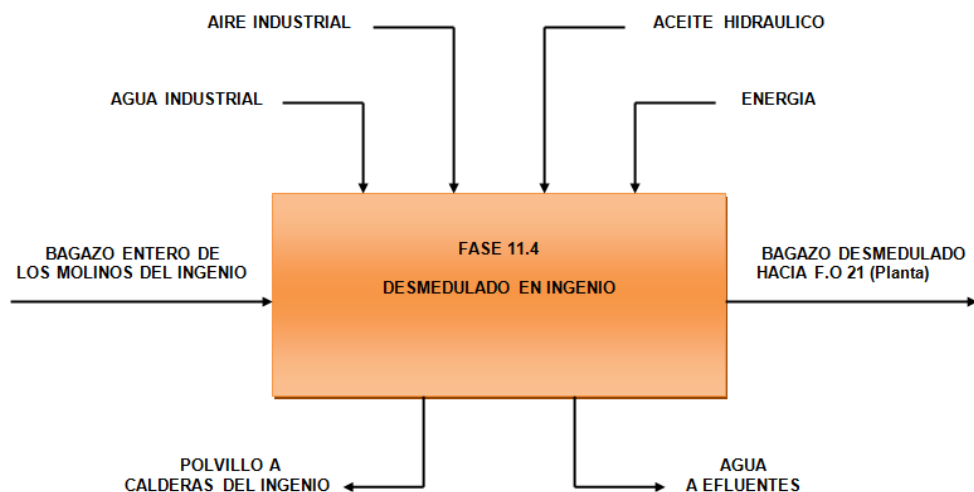 AIRE INDUSTRIAL
ACEITE HIDRAULICO
AGUA INDUSTRIAL
ENERGIA
BAGAZO ENTERO DE
LOS MOLINOS DEL INGENIO
FASE 11.4
DESMEDULADO EN INGENIO
BAGAZO DESMEDULADO
HACIA F.O 21 (Planta)
POLVILLO A
CALDERAS DEL INGENIO
AGUA
A EFLUENTES